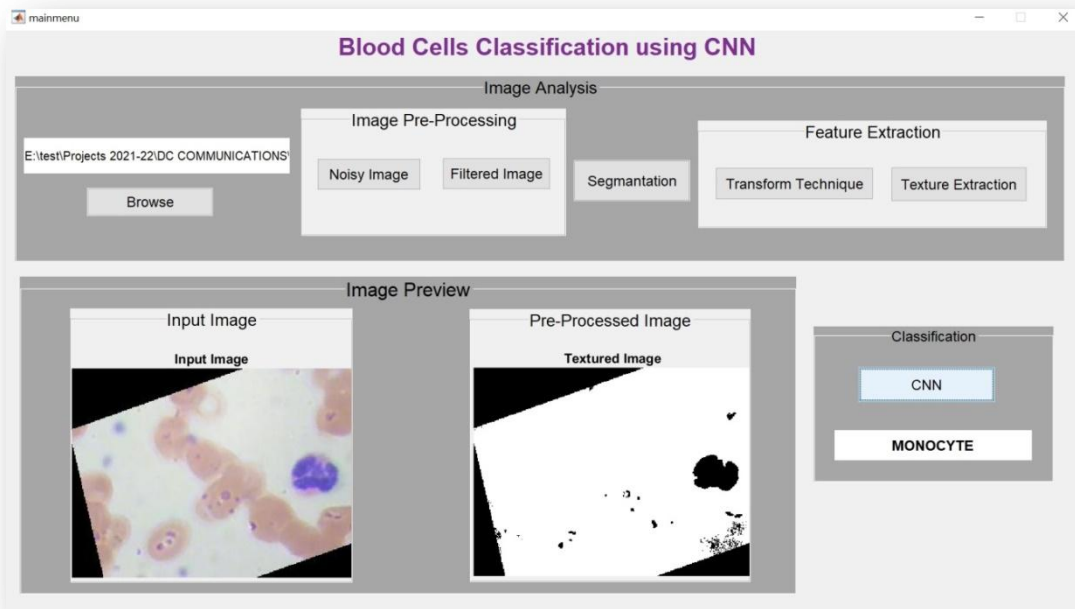 mainmenu
Blood Cells Classification using CNN
Image Analysis
Image Pre-Processing
Feature Extraction
E:\test\Projects 2021-22\DC COMMUNICATIONS\
Noisy Image
Filtered Image
Segmantation
Transform Technique
Texture Extraction
Browse
Image Preview
Input Image
Pre-Processed Image
Input Image
Textured Image
Classification
CNN
MONOCYTE